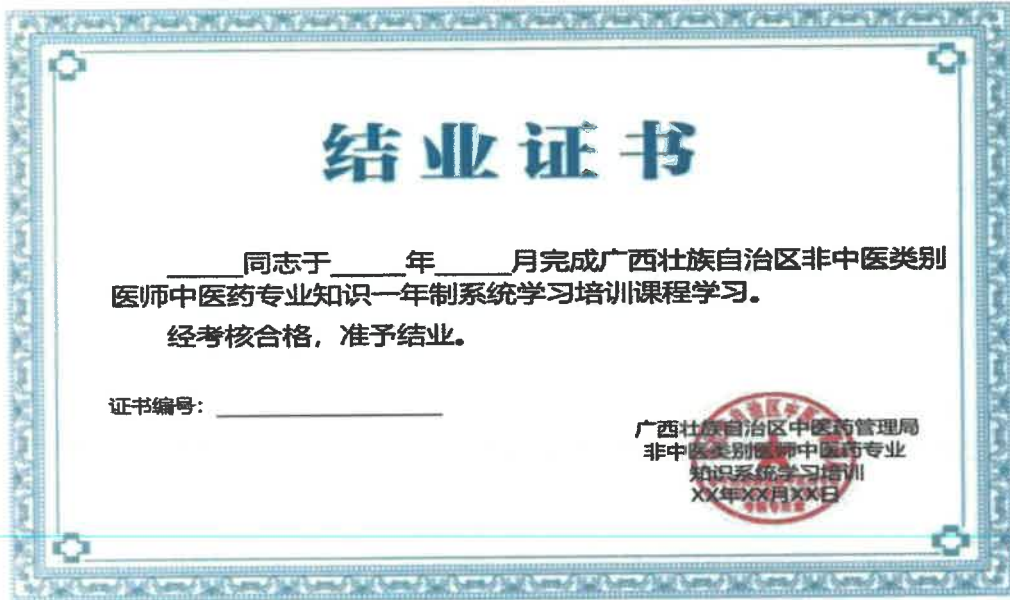 结业证书
_____同志于_____年_____月完成广西壮族自治区非中医类别
医师中医药专业知识一年制系统学习培训课程学习。
经考核合格，准予结业。
证书编号：_______________
广西壮族自治区中医药管理局
非中医类别医师中医药专业
知识系统学习培训
XX年XX月XX日